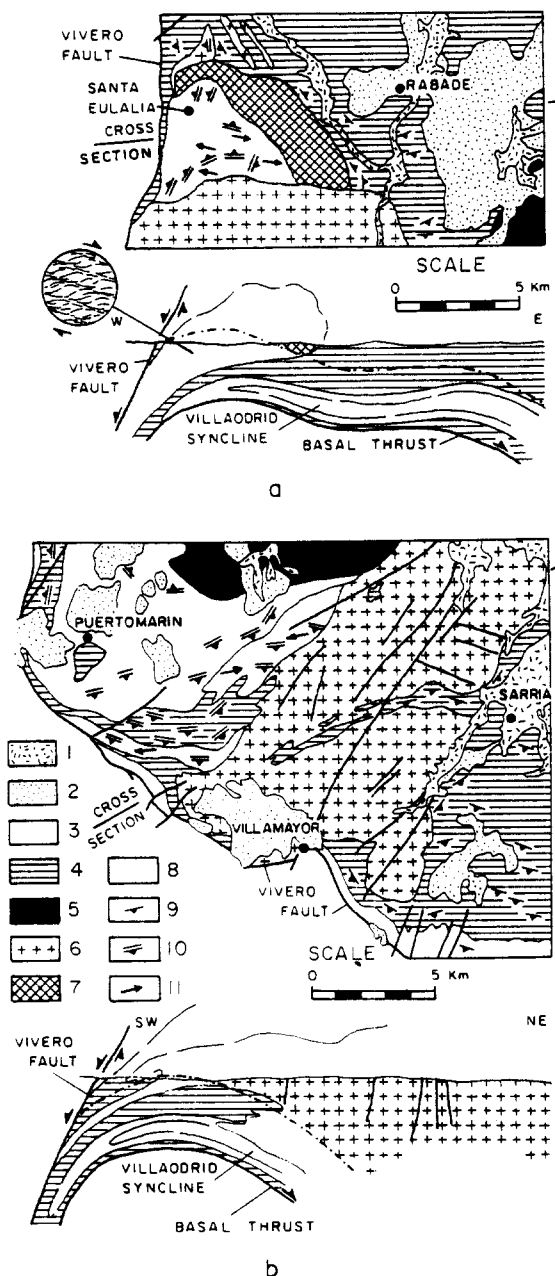 VIVERO
FAULT
SANTA
EULALIA
CROSS
SECTION
RABADE
SCALE
0 5 Km
W
E
VIVERO
FAULT
VILLAODRID
SYNCLINE
BASAL THRUST
a
PUERTOMARIN
SARRIA
CROSS
SECTION
VILLAMAYOR
VIVERO
FAULT
1
2
3
4 8
5 9
6 10
7 11
SCALE
0 5 Km
SW
NE
VIVERO
FAULT
VILLAODRID
SYNCLINE
BASAL THRUST
b